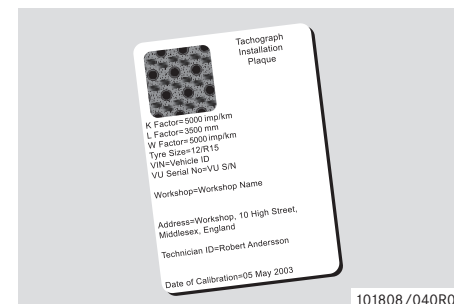 Tachograph
Installation
Plaque
K Factor=5000 imp/km
L Factor=3500 mm
W Factor=5000 imp/km
Tyre Size=12/R15
VIN=Vehicle ID
VU Serial No=VU S/N
Workshop=Workshop Name
Address=Workshop, 10 High Street,
Middlesex, England
Technician ID=Robert Andersson
Date of Calibration=05 May 2003
101808/040R0